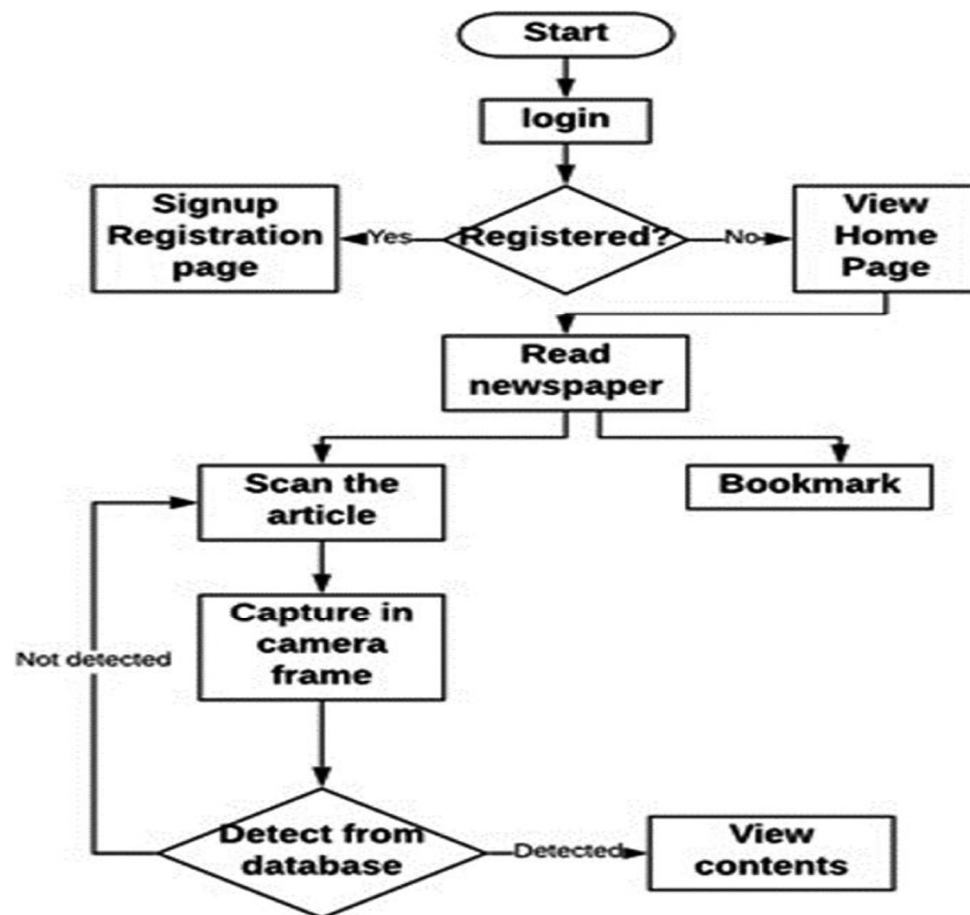 Start
login
Signup
Registration
page
Yes
Registered?
No
View
Home
Page
Read
newspaper
Scan the
article
Bookmark
Capture in
camera
frame
Not detected
Detect from
database
Detected
View
contents